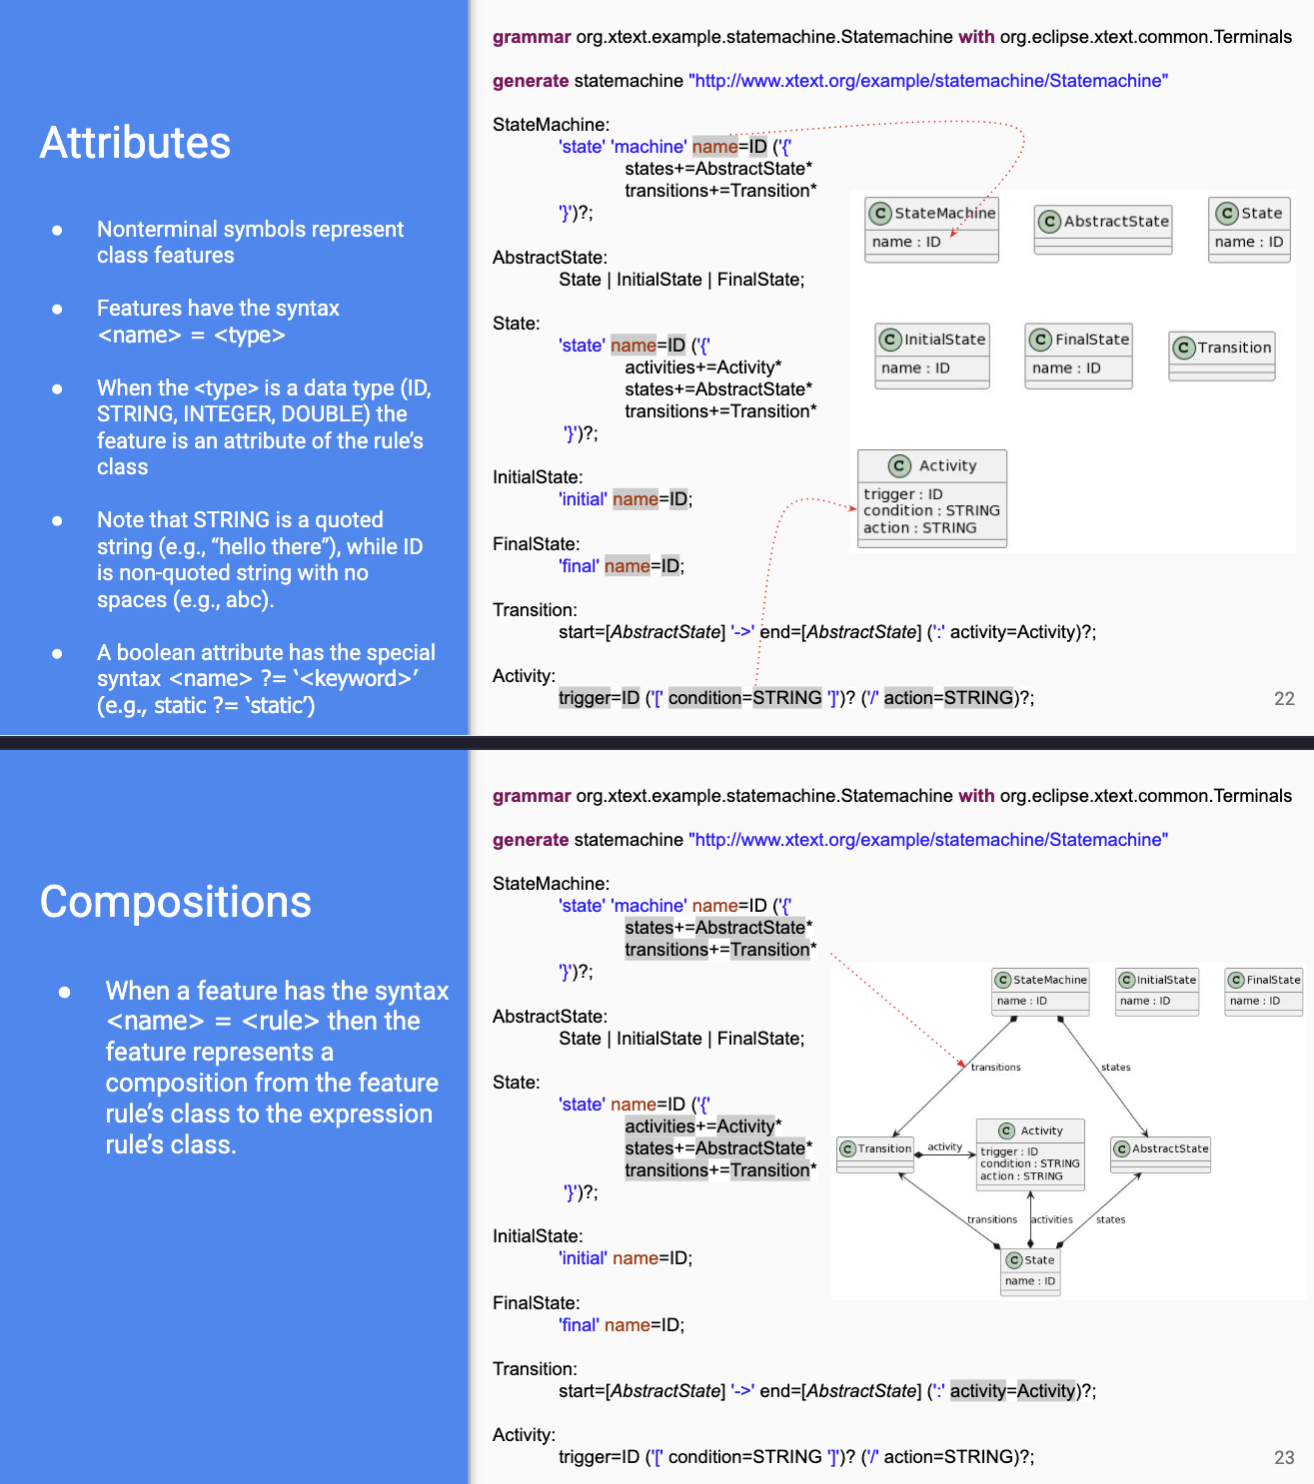 Attributes
● Nonterminal symbols represent
class features
● Features have the syntax
<name> = <type>
● When the <type> is a data type (ID,
STRING, INTEGER, DOUBLE) the
feature is an attribute of the rule's
class
● Note that STRING is a quoted
string (e.g., “hello there”), while ID
is non-quoted string with no
spaces (e.g., abc).
● A boolean attribute has the special
syntax <name> ?= ‘<keyword>’
(e.g., static ?= ‘static’)
grammar org.xtext.example.statemachine.Statemachine with org.eclipse.xtext.common.Terminals
generate statemachine "http://www.xtext.org/example/statemachine/Statemachine"
StateMachine:
'state' 'machine' name=ID ('{'
states+=AbstractState*
transitions+=Transition*
'}')?;
AbstractState:
State | InitialState | FinalState;
State:
'state' name=ID ('{'
activities+=Activity*
states+=AbstractState*
transitions+=Transition*
'}')?;
InitialState:
'initial' name=ID;
FinalState:
'final' name=ID;
Transition:
start=[AbstractState] '->' end=[AbstractState] (':' activity=Activity)?;
Activity:
trigger=ID ('[' condition=STRING ']')? ('/' action=STRING)?;
C StateMachine
name : ID
C AbstractState
C State
name : ID
C InitialState
name : ID
C FinalState
name : ID
C Transition
C Activity
trigger : ID
condition : STRING
action : STRING
22
Compositions
● When a feature has the syntax
<name> = <rule> then the
feature represents a
composition from the feature
rule's class to the expression
rule's class.
grammar org.xtext.example.statemachine.Statemachine with org.eclipse.xtext.common.Terminals
generate statemachine "http://www.xtext.org/example/statemachine/Statemachine"
StateMachine:
'state' 'machine' name=ID ('{'
states+=AbstractState*
transitions+=Transition*
'}')?;
AbstractState:
State | InitialState | FinalState;
State:
'state' name=ID ('{'
activities+=Activity*
states+=AbstractState*
transitions+=Transition*
'}')?;
InitialState:
'initial' name=ID;
FinalState:
'final' name=ID;
Transition:
start=[AbstractState] '->' end=[AbstractState] (':' activity=Activity)?;
Activity:
trigger=ID ('[' condition=STRING ']')? ('/' action=STRING)?;
C StateMachine
name : ID
C InitialState
name : ID
C FinalState
name : ID
transitions
states
C Transition
activity
C Activity
trigger : ID
condition : STRING
action : STRING
C AbstractState
transitions
activities
states
C State
name : ID
23